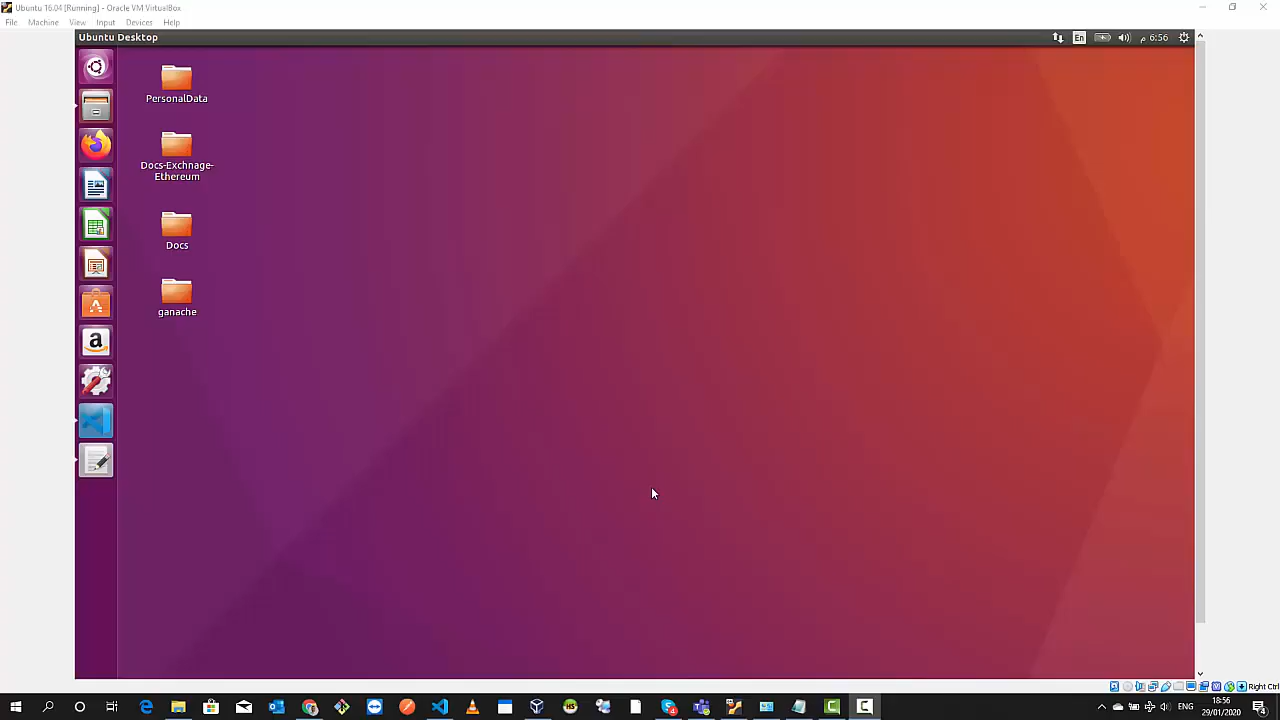 Ubuntu 16.04 [Running] - Oracle VM VirtualBox
File Machine View Input Devices Help
Ubuntu Desktop
En
6:56 م
PersonalData
Docs-Exchnage-
Ethereum
Docs
ganache
Right Ctrl
ENG
18:56
29/01/2020